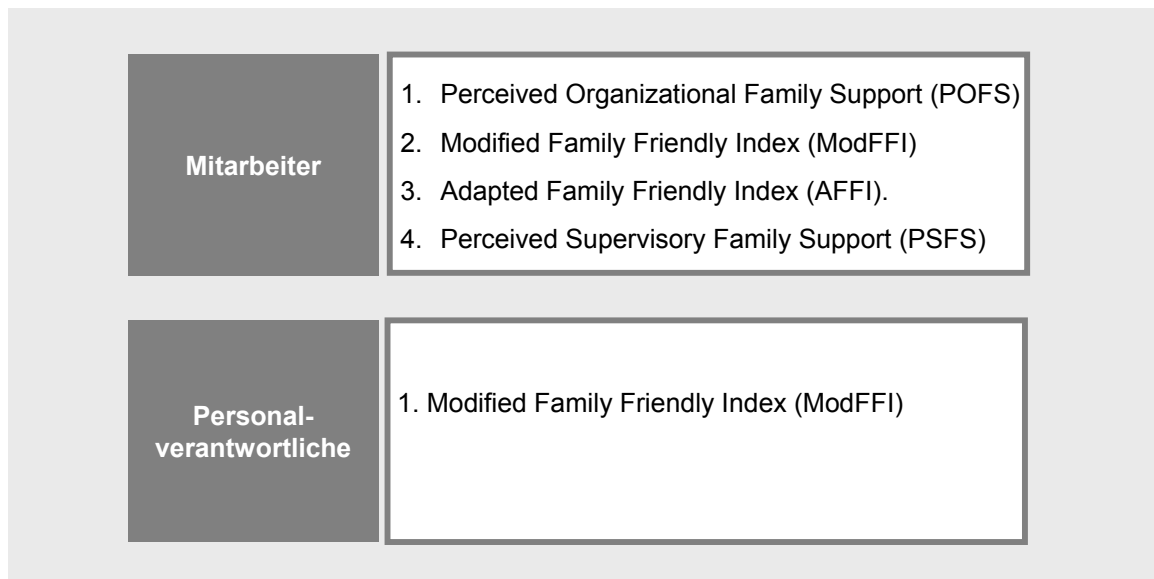 Mitarbeiter
1. Perceived Organizational Family Support (POFS)
2. Modified Family Friendly Index (ModFFI)
3. Adapted Family Friendly Index (AFFI).
4. Perceived Supervisory Family Support (PSFS)
Personal-
verantwortliche
1. Modified Family Friendly Index (ModFFI)